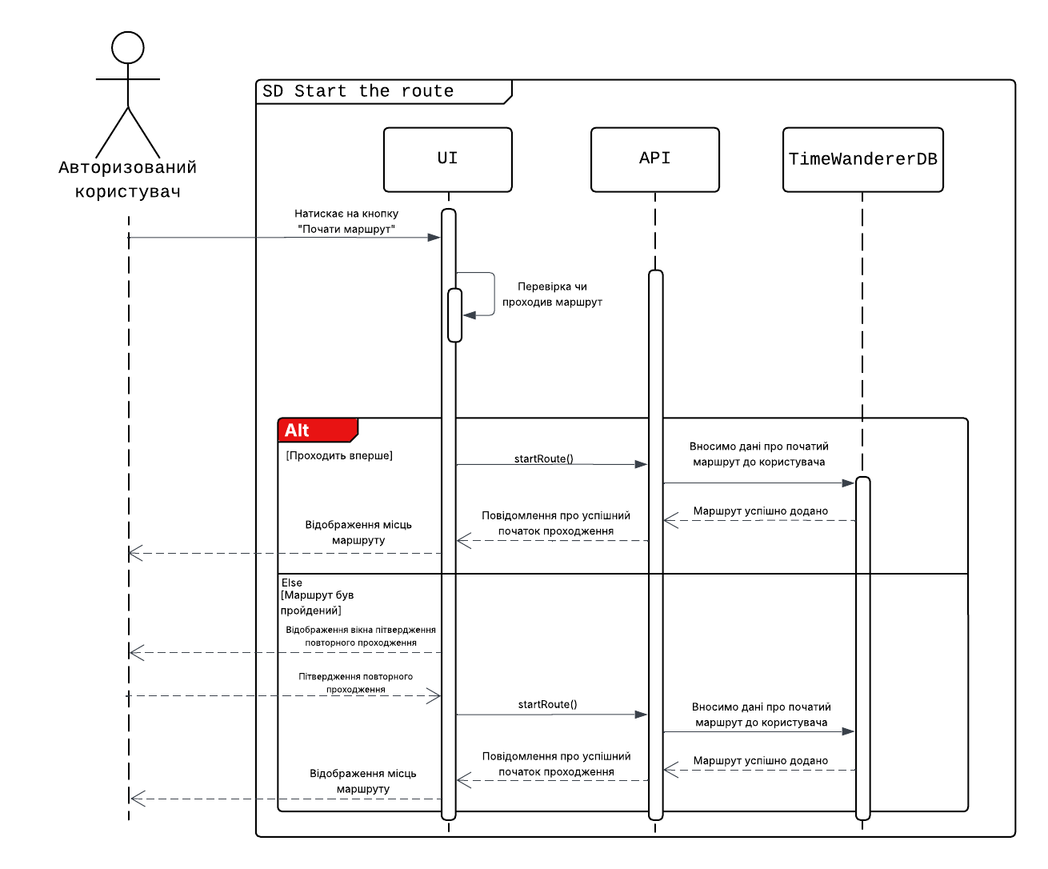 SD Start the route
Авторизований
користувач
UI
API
TimeWandererDB
Натискає на кнопку
"Почати маршрут"
Перевірка чи
проходив маршрут
Alt
[Проходить вперше]
startRoute()
Вносимо дані про початий
маршрут до користувача
Маршрут успішно додано
Повідомлення про успішний
початок проходження
Відображення місць
маршруту
Else
[Маршрут був
пройдений]
Відображення вікна пітвердження
повторного проходження
Пітвердження повторного
проходження
startRoute()
Вносимо дані про початий
маршрут до користувача
Маршрут успішно додано
Повідомлення про успішний
початок проходження
Відображення місць
маршруту